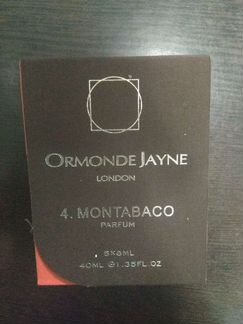 ORMONDE JAYNE
LONDON
4. MONTABACO
PARFUM
5X8ML
40ML ℮1.35FL.OZ